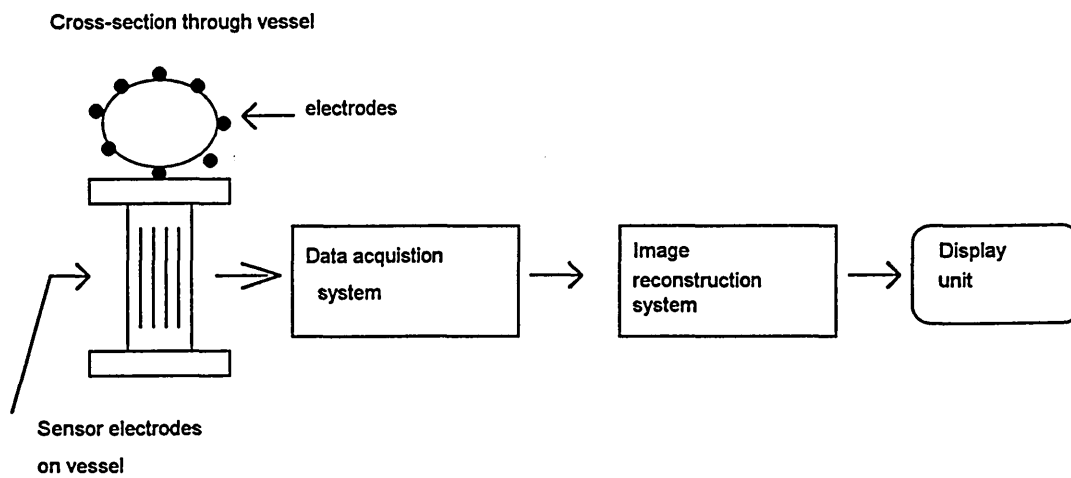 Cross-section through vessel
electrodes
Data acquistion
system
Image
reconstruction
system
Display
unit
Sensor electrodes
on vessel